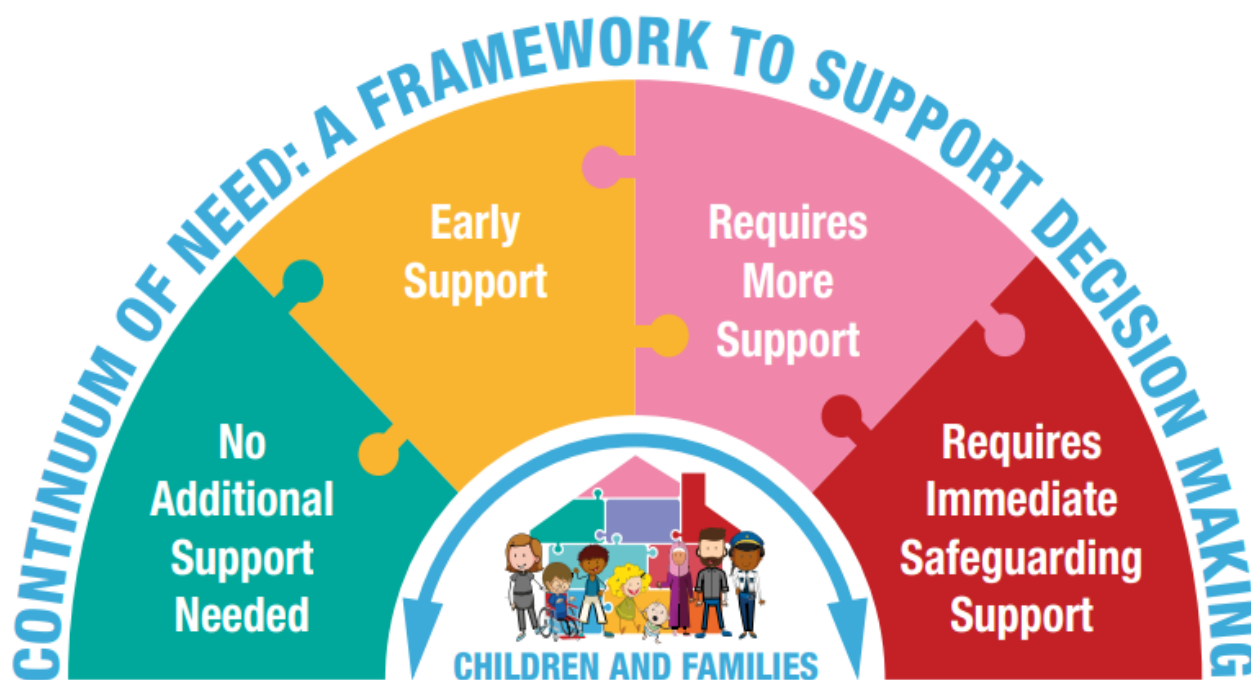 CONTINUUM OF NEED: A FRAMEWORK TO SUPPORT DECISION MAKING
No
Additional
Support
Needed
Early
Support
Requires
More
Support
Requires
Immediate
Safeguarding
Support
CHILDREN AND FAMILIES